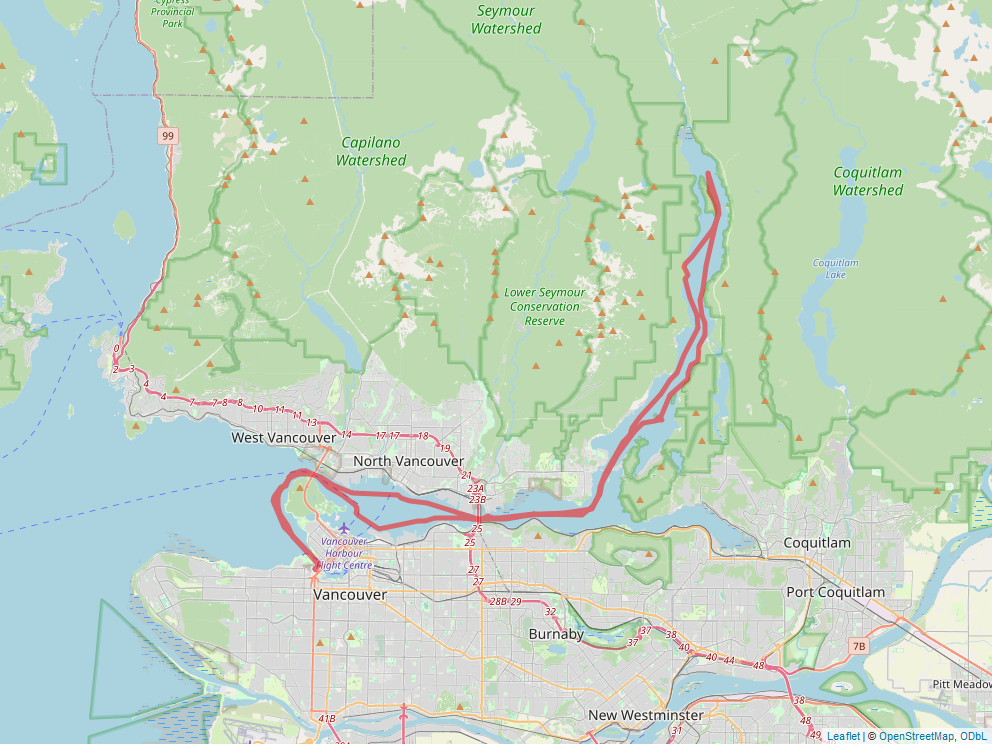 Cypress
Provincial
Park
Seymour
Watershed
99
Capilano
Watershed
Coquitlam
Watershed
Coquitlam
Lake
Lower Seymour
Conservation
Reserve
0
2
3
4
4
7
7
8
8
10
11
11
13
14
17
17
18
19
21
West Vancouver
North Vancouver
23A
23B
25
25
Vancouver
Harbour
Flight Centre
Coquitlam
27
27
Vancouver
28B
29
32
Port Coquitlam
Burnaby
37
37
38
40
40
44
48
7B
38
Pitt Meadow
New Westminster
41B
31
48
49
Leaflet | © OpenStreetMap, ODbL